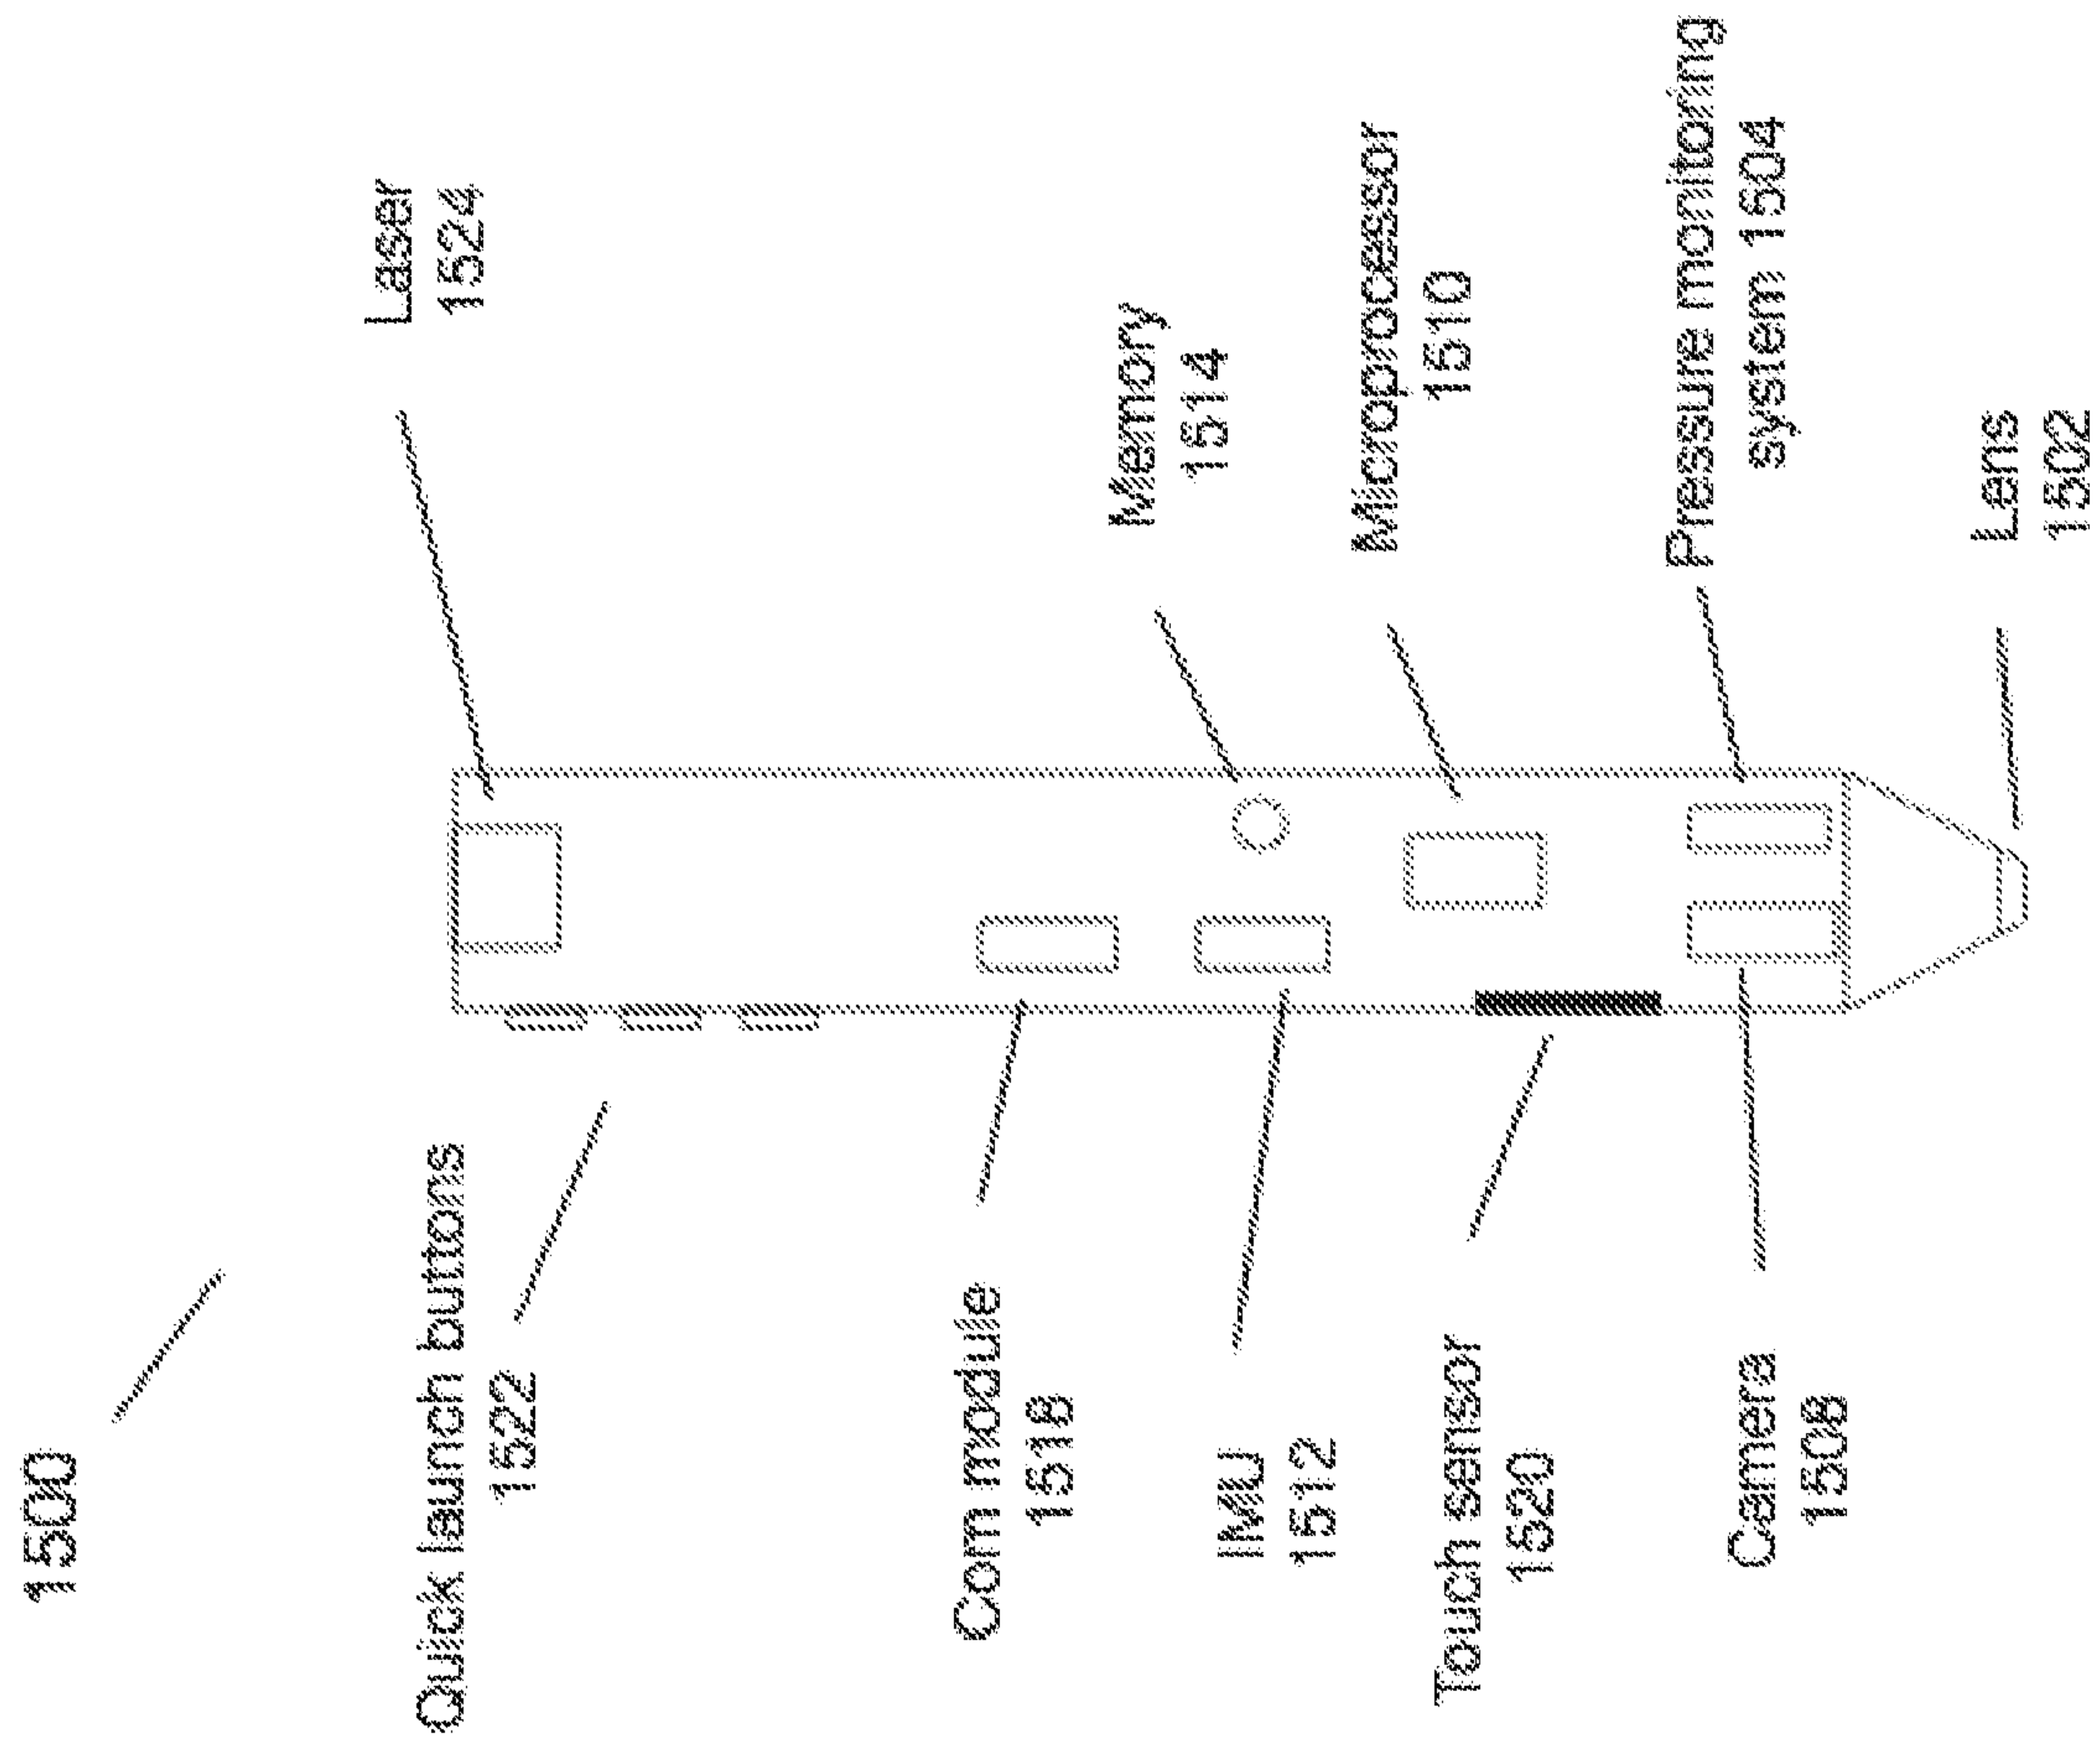 1500
Quick launch buttons
1522
Com module
1518
IMU
1512
Touch sensor
1520
Camera
1508
Laser
1524
Memory
1514
Microprocessor
1510
Pressure monitoring
system 1504
Lens
1502